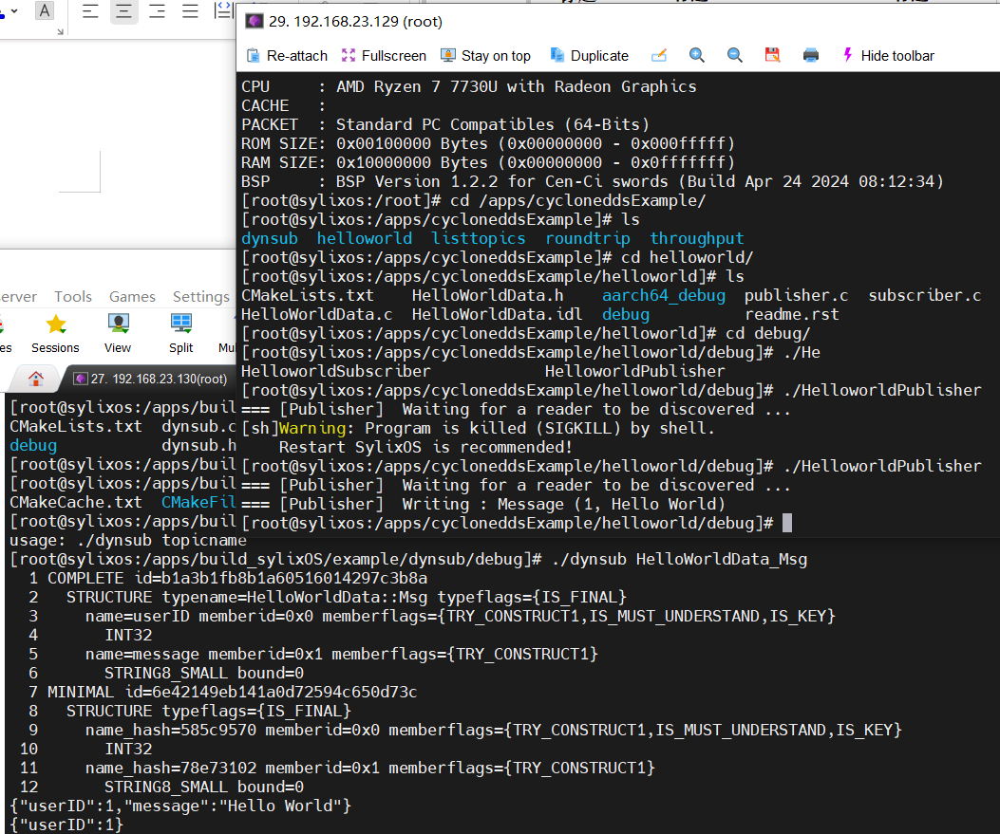 A
29. 192.168.23.129 (root)
Re-attach Fullscreen Stay on top Duplicate Hide toolbar
CPU     : AMD Ryzen 7 7730U with Radeon Graphics
CACHE   :
PACKET  : Standard PC Compatibles (64-Bits)
ROM SIZE: 0x00100000 Bytes (0x00000000 - 0x000fffff)
RAM SIZE: 0x10000000 Bytes (0x00000000 - 0x0fffffff)
BSP     : BSP Version 1.2.2 for Cen-Ci swords (Build Apr 24 2024 08:12:34)
[root@sylixos:/root]# cd /apps/cycloneddsExample/
[root@sylixos:/apps/cycloneddsExample]# ls
dynsub  helloworld  listtopics  roundtrip  throughput
[root@sylixos:/apps/cycloneddsExample]# cd helloworld/
[root@sylixos:/apps/cycloneddsExample/helloworld]# ls
CMakeLists.txt    HelloWorldData.h    aarch64_debug  publisher.c  subscriber.c
HelloWorldData.c  HelloWorldData.idl  debug          readme.rst
[root@sylixos:/apps/cycloneddsExample/helloworld]# cd debug/
[root@sylixos:/apps/cycloneddsExample/helloworld/debug]# ./He
HelloworldSubscriber            HelloworldPublisher
[root@sylixos:/apps/cycloneddsExample/helloworld/debug]# ./HelloworldPublisher
=== [Publisher]  Waiting for a reader to be discovered ...
[sh]Warning: Program is killed (SIGKILL) by shell.
    Restart SylixOS is recommended!
[root@sylixos:/apps/cycloneddsExample/helloworld/debug]# ./HelloworldPublisher
=== [Publisher]  Waiting for a reader to be discovered ...
=== [Publisher]  Writing : Message (1, Hello World)
[root@sylixos:/apps/cycloneddsExample/helloworld/debug]#
erver Tools Games Settings
es Sessions View Split Mu
27. 192.168.23.130(root)
[root@sylixos:/apps/buil
CMakeLists.txt  dynsub.c
debug           dynsub.h
[root@sylixos:/apps/buil
[root@sylixos:/apps/buil
CMakeCache.txt  CMakeFil
[root@sylixos:/apps/buil
usage: ./dynsub topicname
[root@sylixos:/apps/build_sylixOS/example/dynsub/debug]# ./dynsub HelloWorldData_Msg
  1 COMPLETE id=b1a3b1fb8b1a60516014297c3b8a
  2   STRUCTURE typename=HelloWorldData::Msg typeflags={IS_FINAL}
  3     name=userID memberid=0x0 memberflags={TRY_CONSTRUCT1,IS_MUST_UNDERSTAND,IS_KEY}
  4       INT32
  5     name=message memberid=0x1 memberflags={TRY_CONSTRUCT1}
  6       STRING8_SMALL bound=0
  7 MINIMAL id=6e42149eb141a0d72594c650d73c
  8   STRUCTURE typeflags={IS_FINAL}
  9     name_hash=585c9570 memberid=0x0 memberflags={TRY_CONSTRUCT1,IS_MUST_UNDERSTAND,IS_KEY}
 10       INT32
 11     name_hash=78e73102 memberid=0x1 memberflags={TRY_CONSTRUCT1}
 12       STRING8_SMALL bound=0
{"userID":1,"message":"Hello World"}
{"userID":1}